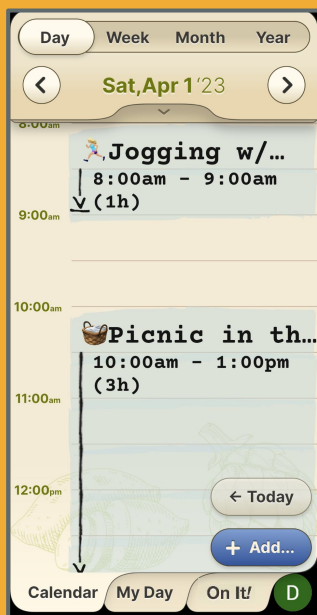 Day Week Month Year
Sat,Apr 1 '23
8:00am
Jogging w/…
8:00am - 9:00am
(1h)
9:00am
10:00am
Picnic in th…
10:00am - 1:00pm
(3h)
11:00am
12:00pm
← Today
+ Add...
Calendar My Day On It! D